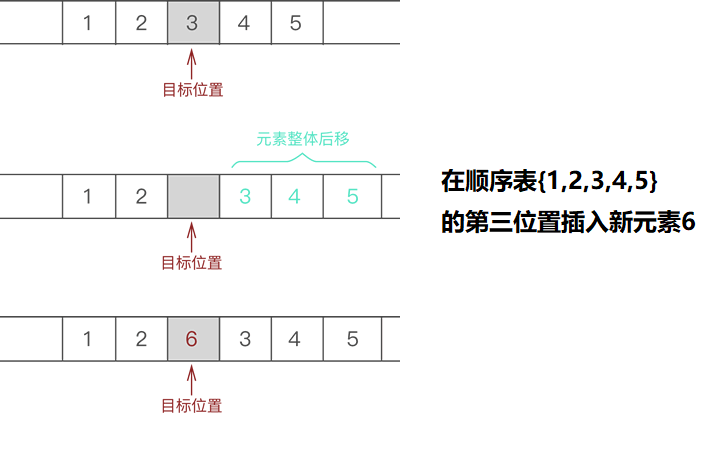 1 2 3 4 5
目标位置
元素整体后移
1 2 3 4 5
目标位置
在顺序表{1,2,3,4,5}
的第三位置插入新元素6
1 2 6 3 4 5
目标位置